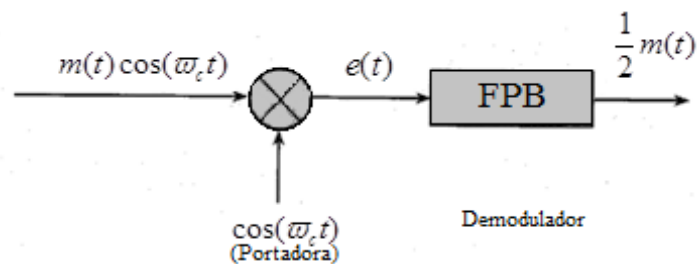 m(t) cos(ϖ_c t)
e(t)
FPB
1/2 m(t)
cos(ϖ_c t)
(Portadora)
Demodulador